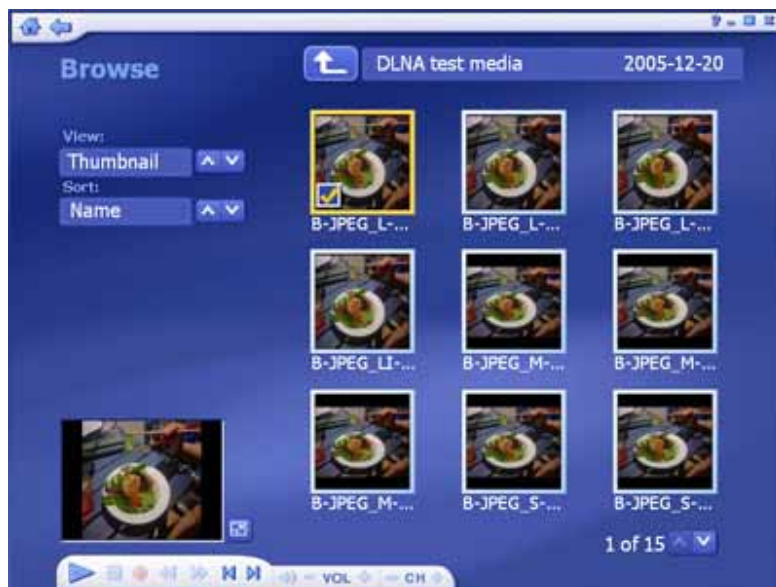 Browse
DLNA test media 2005-12-20
View:
Thumbnail
Sort:
Name
B-JPEG_L-... B-JPEG_L-... B-JPEG_L-...
B-JPEG_LI-... B-JPEG_M-... B-JPEG_M-...
B-JPEG_M-... B-JPEG_S-... B-JPEG_S-...
1 of 15
VOL CH